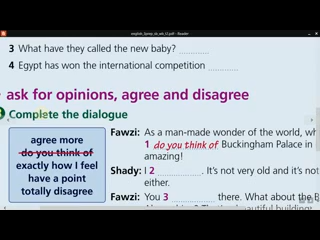 english_3prep_2s_wb_U.pdf - Reader
3 What have they called the new baby? ............
4 Egypt has won the international competition ............
ask for opinions, agree and disagree
Complete the dialogue
agree more
do you think of
exactly how I feel
have a point
totally disagree
Fawzi: As a man-made wonder of the world, wh
1 do you think of Buckingham Palace in
amazing!
Shady: I 2 ............. It's not very old and it's not
either.
Fawzi: You 3 ............ there. What about the